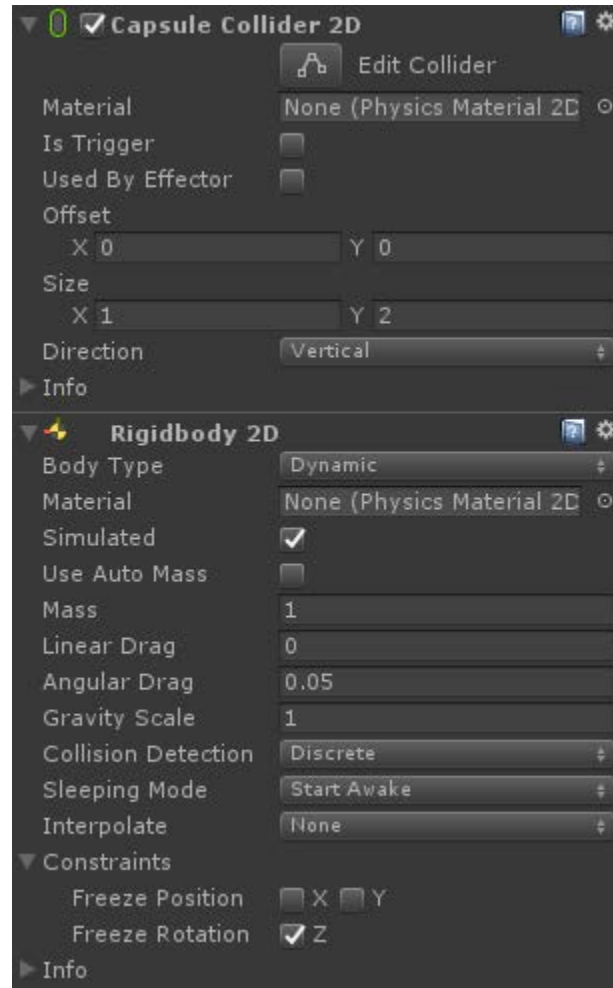 Capsule Collider 2D
Edit Collider
Material None (Physics Material 2D
Is Trigger
Used By Effector
Offset
X 0 Y 0
Size
X 1 Y 2
Direction Vertical
Info
Rigidbody 2D
Body Type Dynamic
Material None (Physics Material 2D
Simulated
Use Auto Mass
Mass 1
Linear Drag 0
Angular Drag 0.05
Gravity Scale 1
Collision Detection Discrete
Sleeping Mode Start Awake
Interpolate None
Constraints
Freeze Position X Y
Freeze Rotation Z
Info